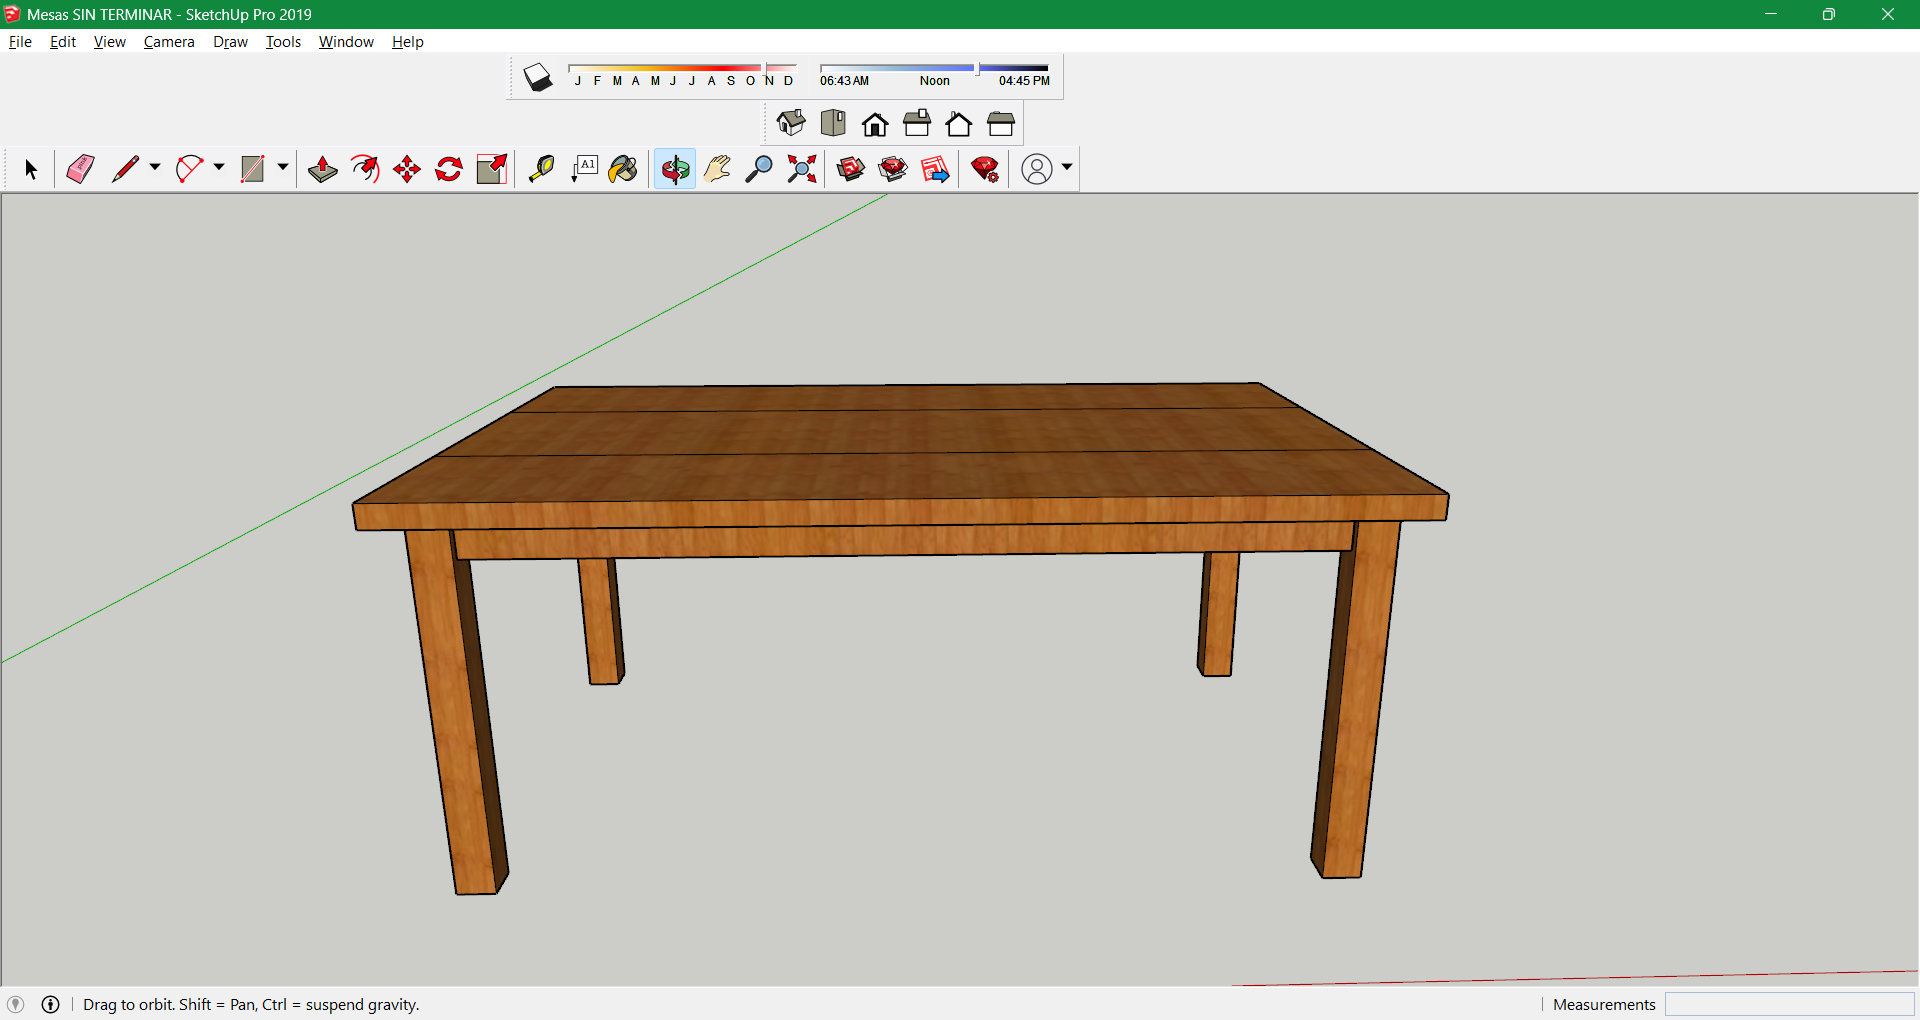 Mesas SIN TERMINAR - SketchUp Pro 2019
File Edit View Camera Draw Tools Window Help
J F M A M J J A S O N D
06:43 AM Noon 04:45 PM
A1
Drag to orbit. Shift = Pan, Ctrl = suspend gravity.
Measurements